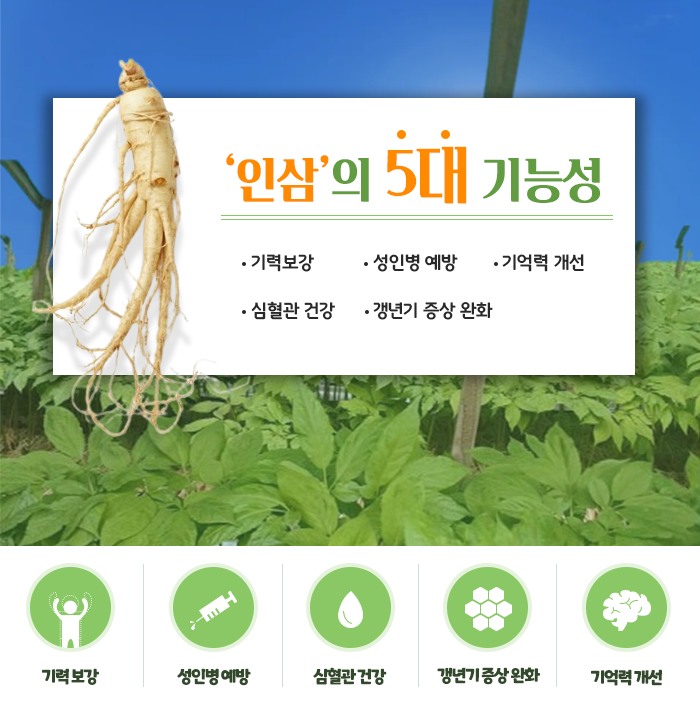 ‘인삼’의 5대 기능성
• 기력보강 • 성인병 예방 • 기억력 개선
• 심혈관 건강 • 갱년기 증상 완화
기력 보강 성인병 예방 심혈관 건강 갱년기 증상 완화 기억력 개선